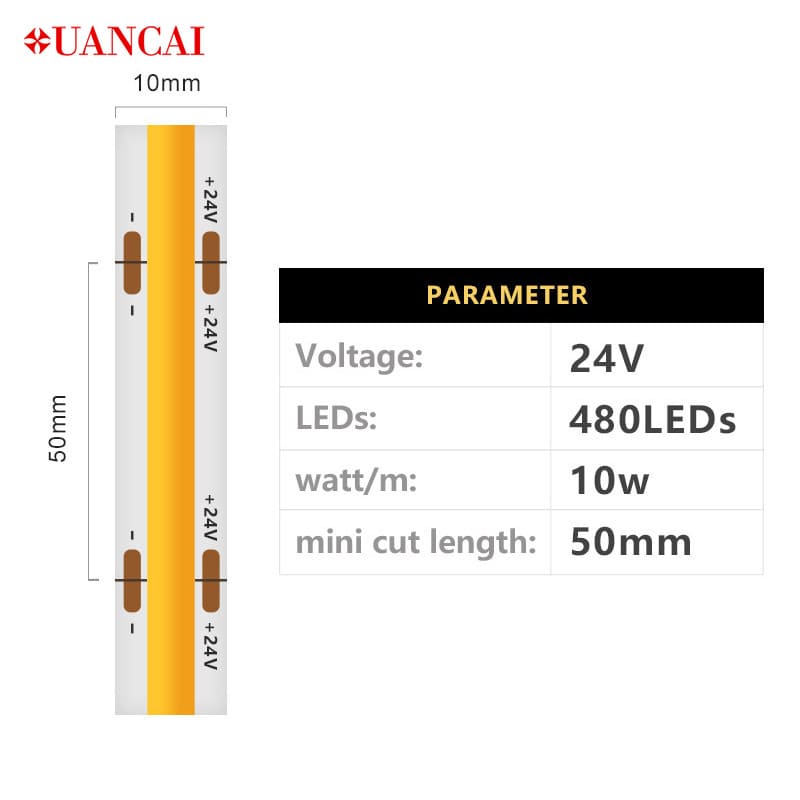 UANCAI
10mm
- +24V
- +24V
50mm
- +24V
- +24V
PARAMETER
Voltage: 24V
LEDs: 480LEDs
watt/m: 10w
mini cut length: 50mm